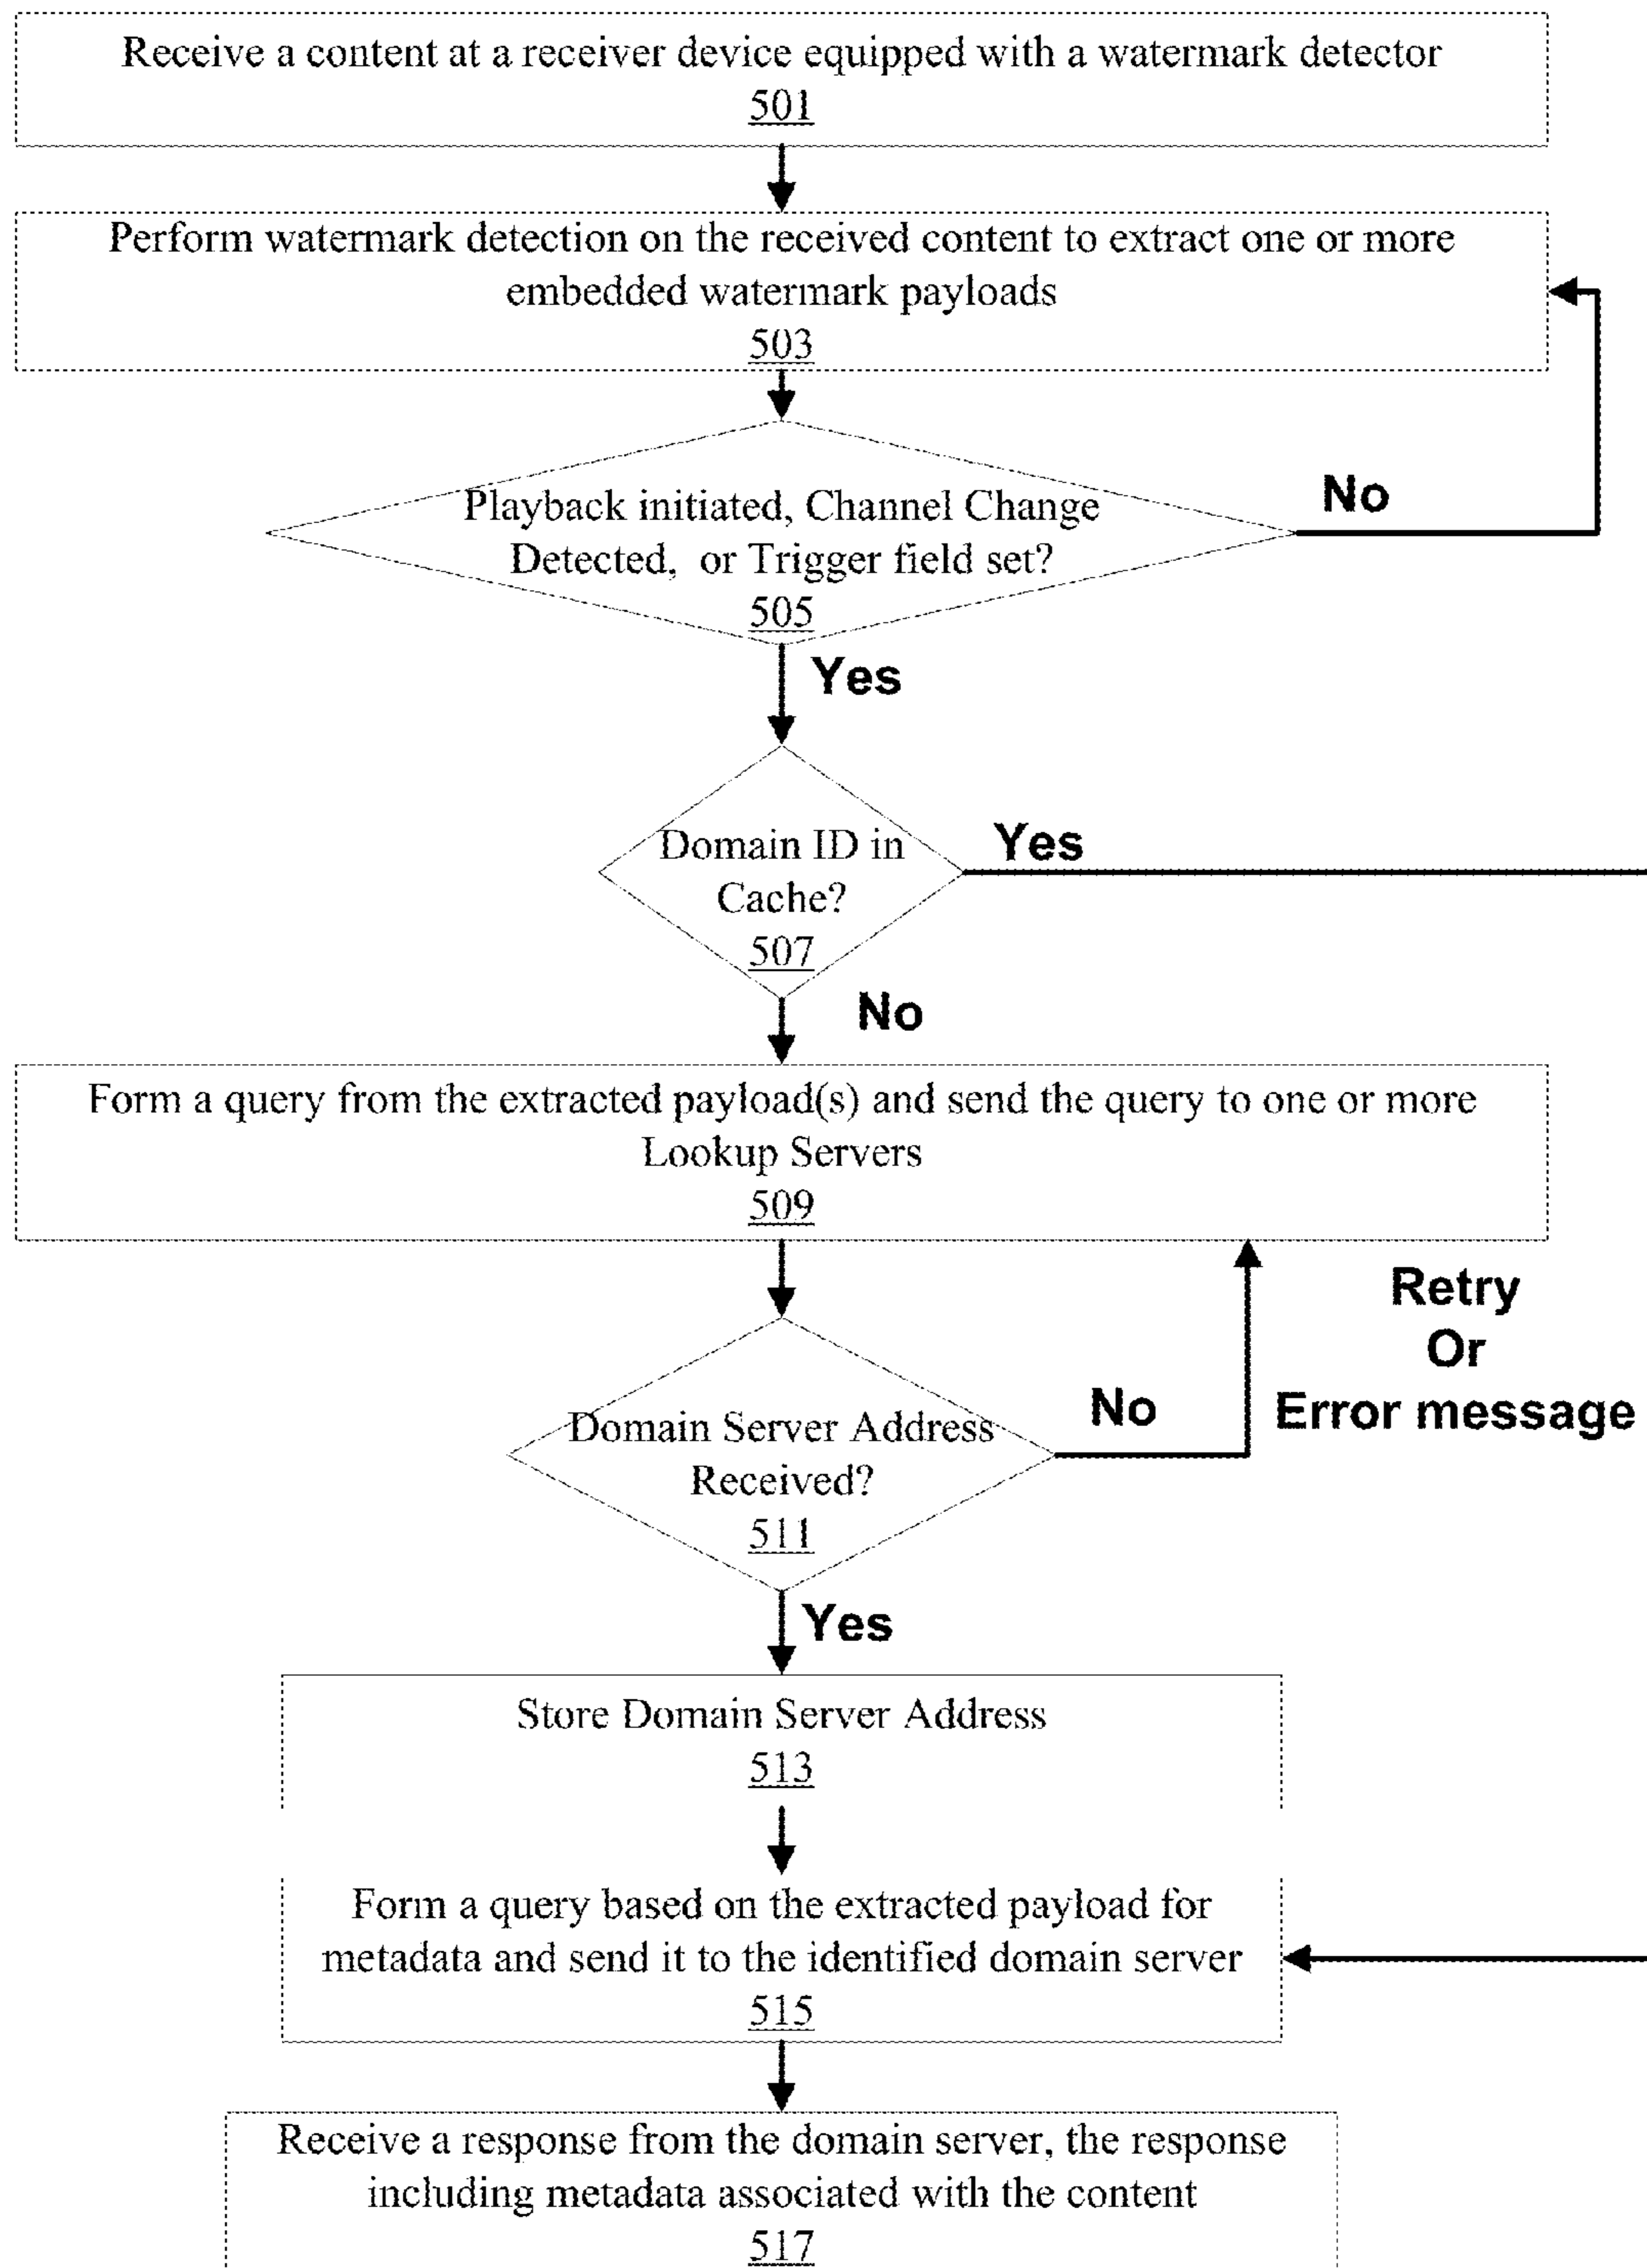 Receive a content at a receiver device equipped with a watermark detector
501
Perform watermark detection on the received content to extract one or more
embedded watermark payloads
503
Playback initiated, Channel Change
Detected, or Trigger field set?
505
No
Yes
Domain ID in
Cache?
507
Yes
No
Form a query from the extracted payload(s) and send the query to one or more
Lookup Servers
509
Retry
Or
Error message
No
Domain Server Address
Received?
511
Yes
Store Domain Server Address
513
Form a query based on the extracted payload for
metadata and send it to the identified domain server
515
Receive a response from the domain server, the response
including metadata associated with the content
517